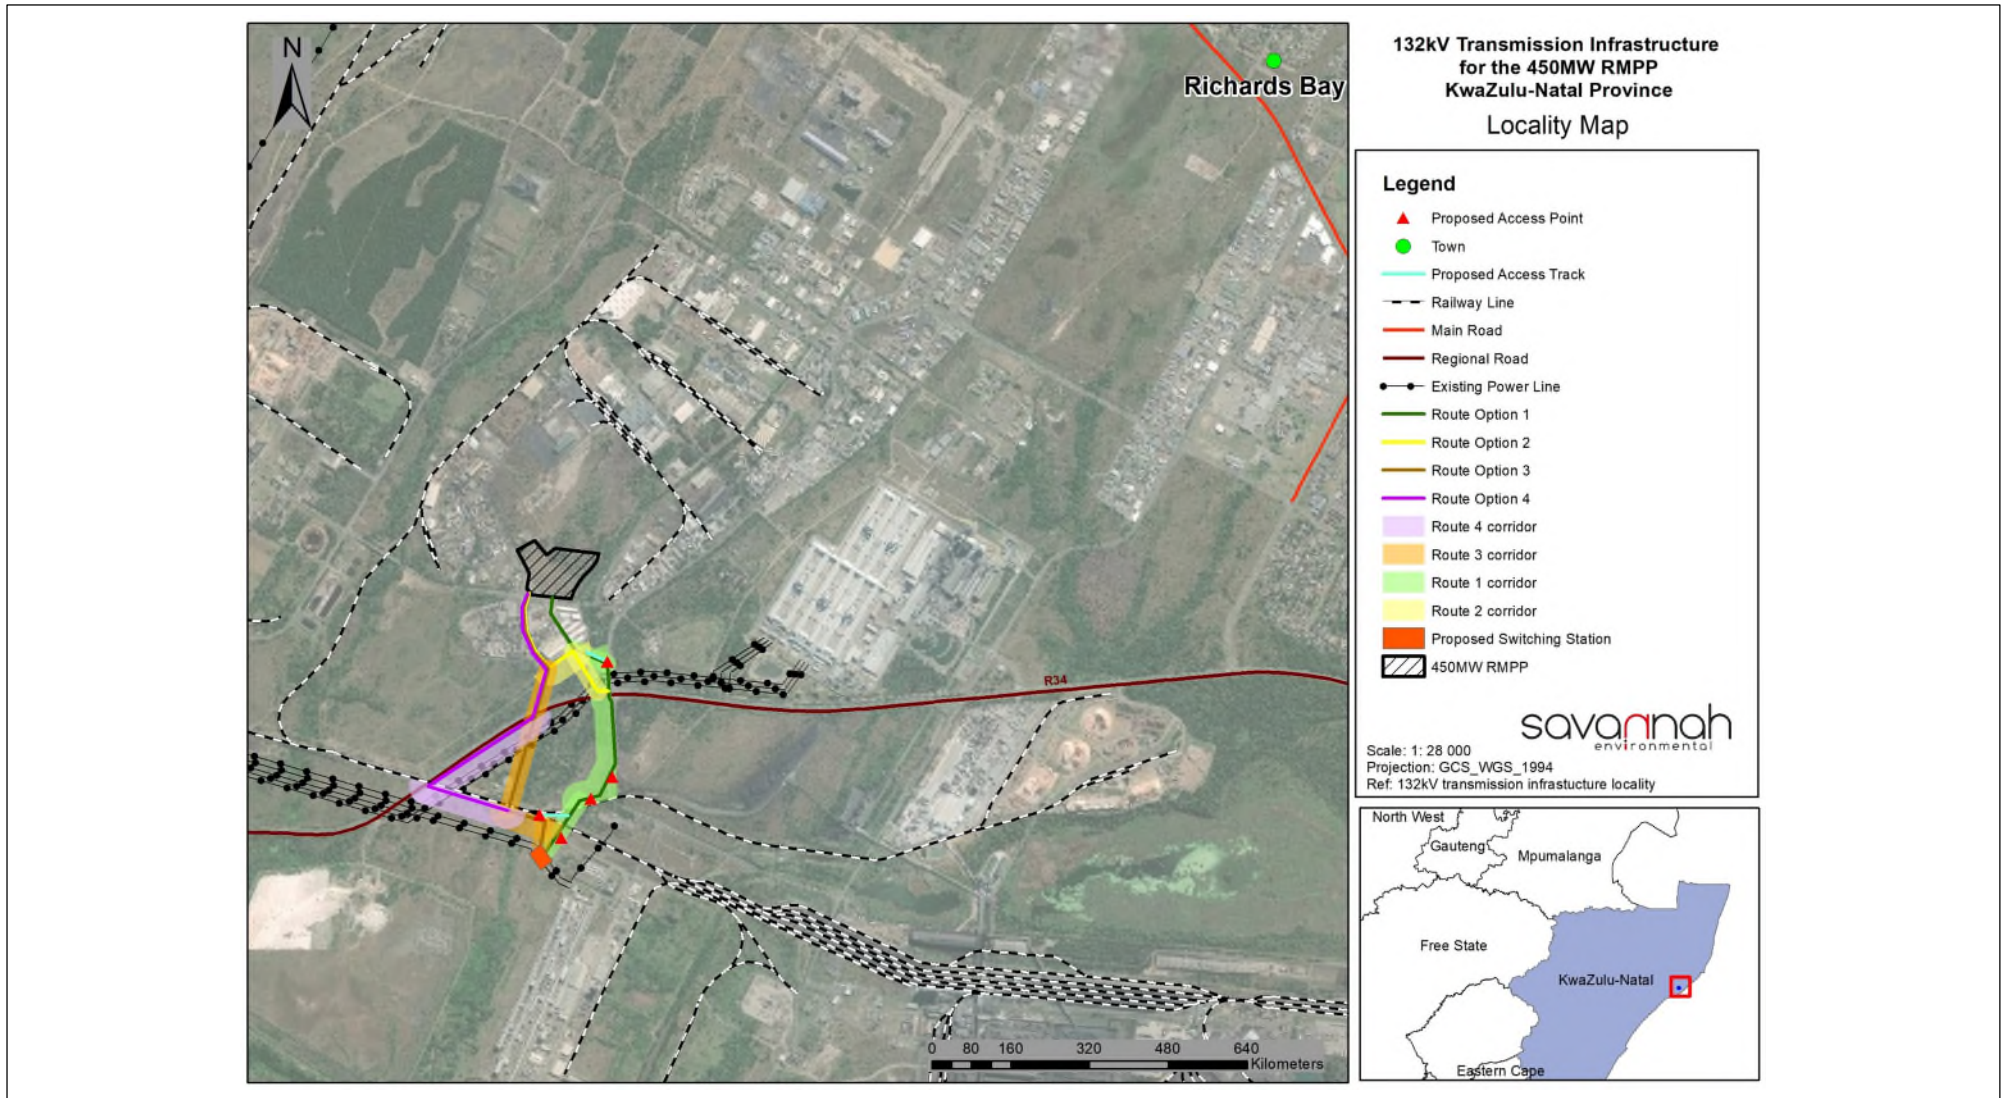 N
Richards Bay
R34
0 80 160 320 480 640
Kilometers
132kV Transmission Infrastructure
for the 450MW RMPP
KwaZulu-Natal Province
Locality Map
Legend
Proposed Access Point
Town
Proposed Access Track
Railway Line
Main Road
Regional Road
Existing Power Line
Route Option 1
Route Option 2
Route Option 3
Route Option 4
Route 4 corridor
Route 3 corridor
Route 1 corridor
Route 2 corridor
Proposed Switching Station
450MW RMPP
savannah
environmental
Scale: 1: 28 000
Projection: GCS_WGS_1994
Ref: 132kV transmission infrastucture locality
North West
Gauteng
Mpumalanga
Free State
KwaZulu-Natal
Eastern Cape